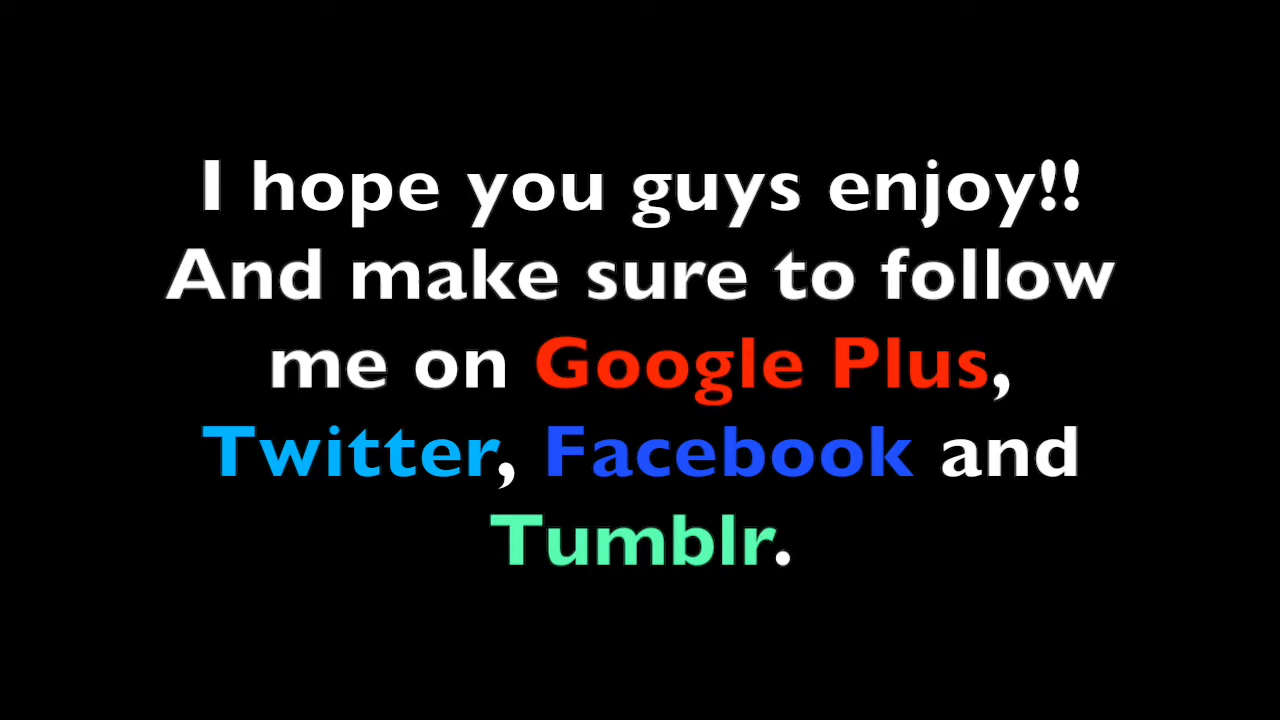 I hope you guys enjoy!!
And make sure to follow
me on Google Plus,
Twitter, Facebook and
Tumblr.